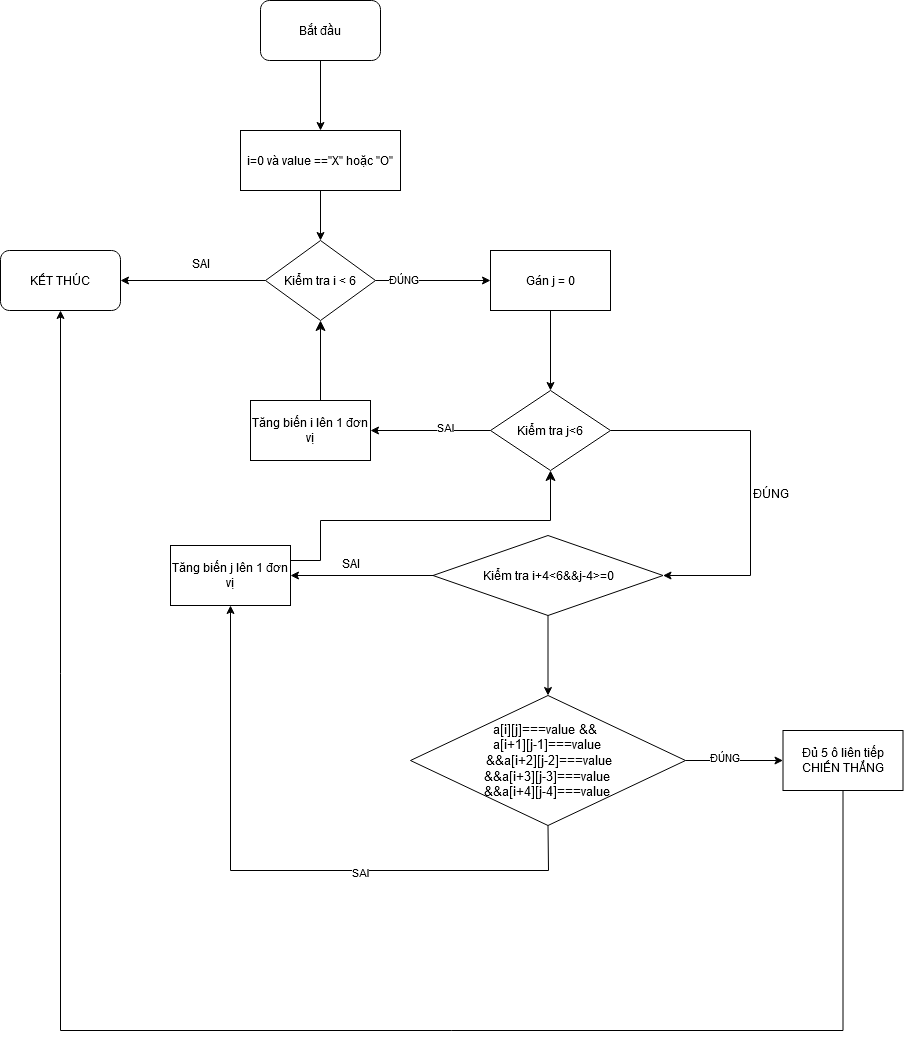 Bắt đầu
i=0 và value =="X" hoặc "O"
KẾT THÚC
SAI
Kiểm tra i < 6
ĐÚNG
Gán j = 0
Tăng biến i lên 1 đơn
vị
SAI
Kiểm tra j<6
ĐÚNG
Tăng biến j lên 1 đơn
vị
SAI
Kiểm tra i+4<6&&j-4>=0
a[i][j]===value &&
a[i+1][j-1]===value
&&a[i+2][j-2]===value
&&a[i+3][j-3]===value
&&a[i+4][j-4]===value
ĐÚNG
Đủ 5 ô liên tiếp
CHIẾN THẮNG
SAI